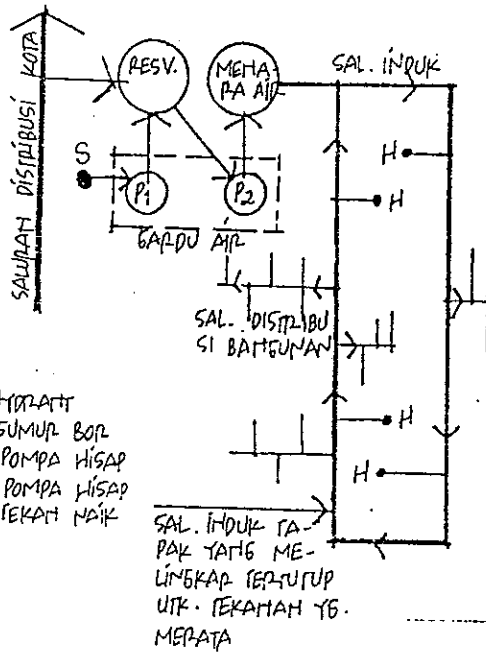 SALURAN DISTRIBUSI KOTA
RESV.
MENA-
RA AIR
SAL. INDUK
S
P1
P2
GARDU AIR
H
H
SAL. DISTRIBU
SI BANGUNAN
H
H
HYDRANT
SUMUR BOR
POMPA HISAP
POMPA HISAP
TEKAN NAIK
SAL. INDUK TA-
PAK YANG ME-
LINGKAR TERTUTUP
UTK. TEKANAN YG.
MERATA